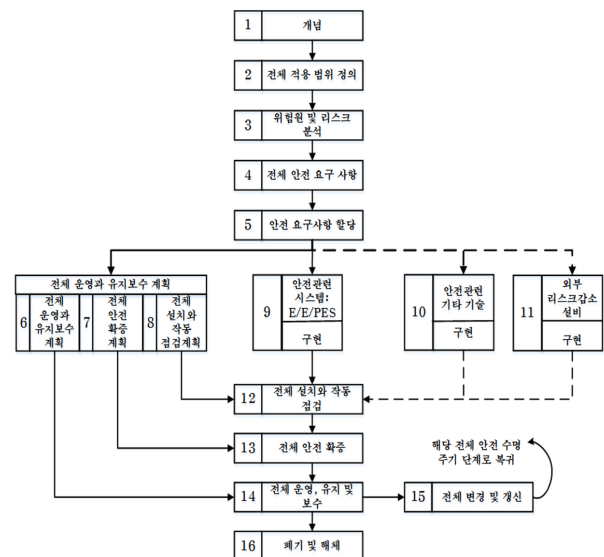 1 개념
2 전체 적용 범위 정의
3 위험원 및 리스크
분석
4 전체 안전 요구 사항
5 안전 요구사항 할당
전체 운영과 유지보수 계획
6 전체
운영과
유지보수
계획
7 전체
안전
확증
계획
8 전체
설치와
작동
점검계획
9 안전관련
시스템:
E/E/PES
구현
10 안전관련
기타 기술
구현
11 외부
리스크감소
설비
구현
12 전체 설치와 작동
점검
13 전체 안전 확증
해당 전체 안전 수명
주기 단계로 복귀
14 전체 운영, 유지 및
보수
15 전체 변경 및 갱신
16 폐기 및 해체